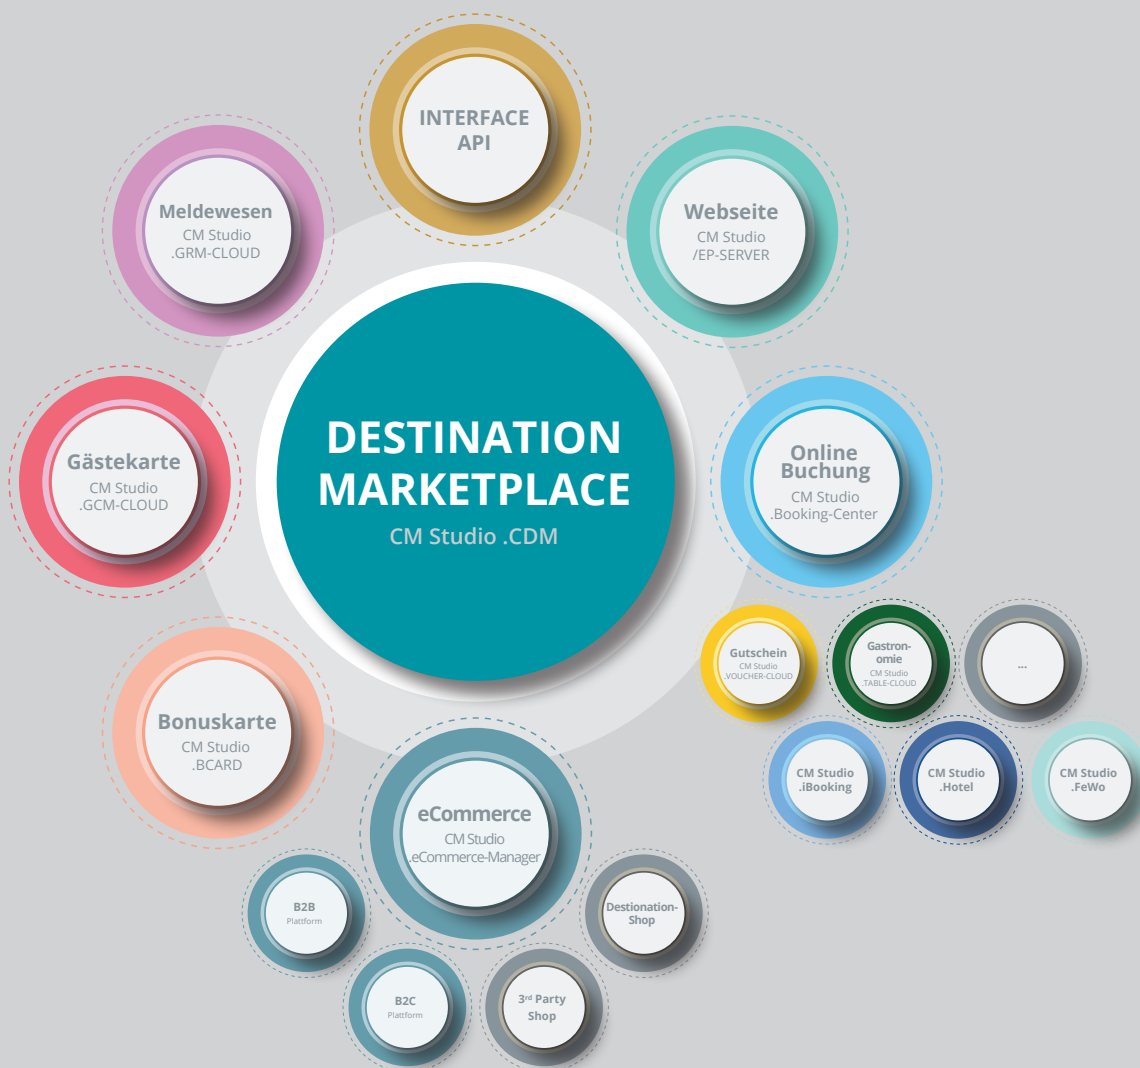 INTERFACE
API
Meldewesen
CM Studio
.GRM-CLOUD
Webseite
CM Studio
/EP-SERVER
DESTINATION
MARKETPLACE
CM Studio .CDM
Gästekarte
CM Studio
.GCM-CLOUD
Online
Buchung
CM Studio
.Booking-Center
Gutschein
CM Studio
.VOUCHER-CLOUD
Gastron-
omie
CM Studio
.TABLE-CLOUD
...
Bonuskarte
CM Studio
.BCARD
CM Studio
.iBooking
CM Studio
.Hotel
CM Studio
.FeWo
eCommerce
CM Studio
.eCommerce-Manager
B2B
Plattform
Destionation-
Shop
B2C
Plattform
3rd Party
Shop